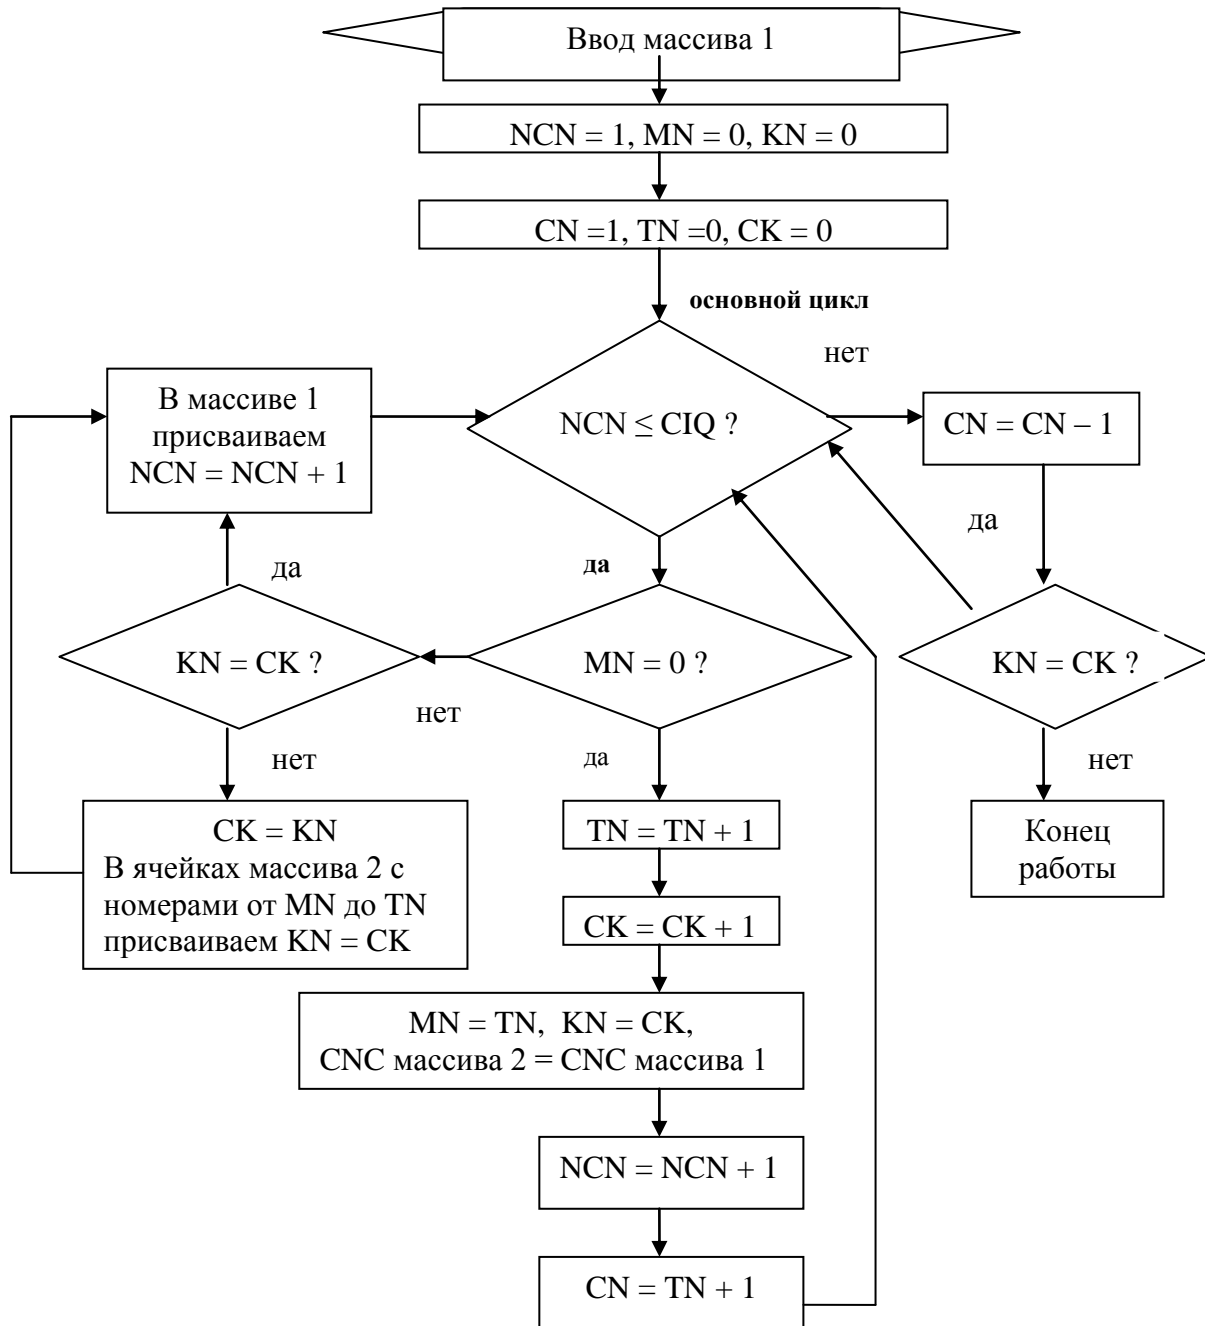 Ввод массива 1
NCN = 1, MN = 0, KN = 0
CN =1, TN =0, CK = 0
основной цикл
нет
В массиве 1
присваиваем
NCN = NCN + 1
NCN ≤ CIQ ?
CN = CN – 1
да
да
да
KN = CK ?
MN = 0 ?
KN = CK ?
нет
нет
да
нет
CK = KN
В ячейках массива 2 с
номерами от MN до TN
присваиваем KN = CK
TN = TN + 1
Конец
работы
CK = CK + 1
MN = TN, KN = CK,
CNC массива 2 = CNC массива 1
NCN = NCN + 1
CN = TN + 1